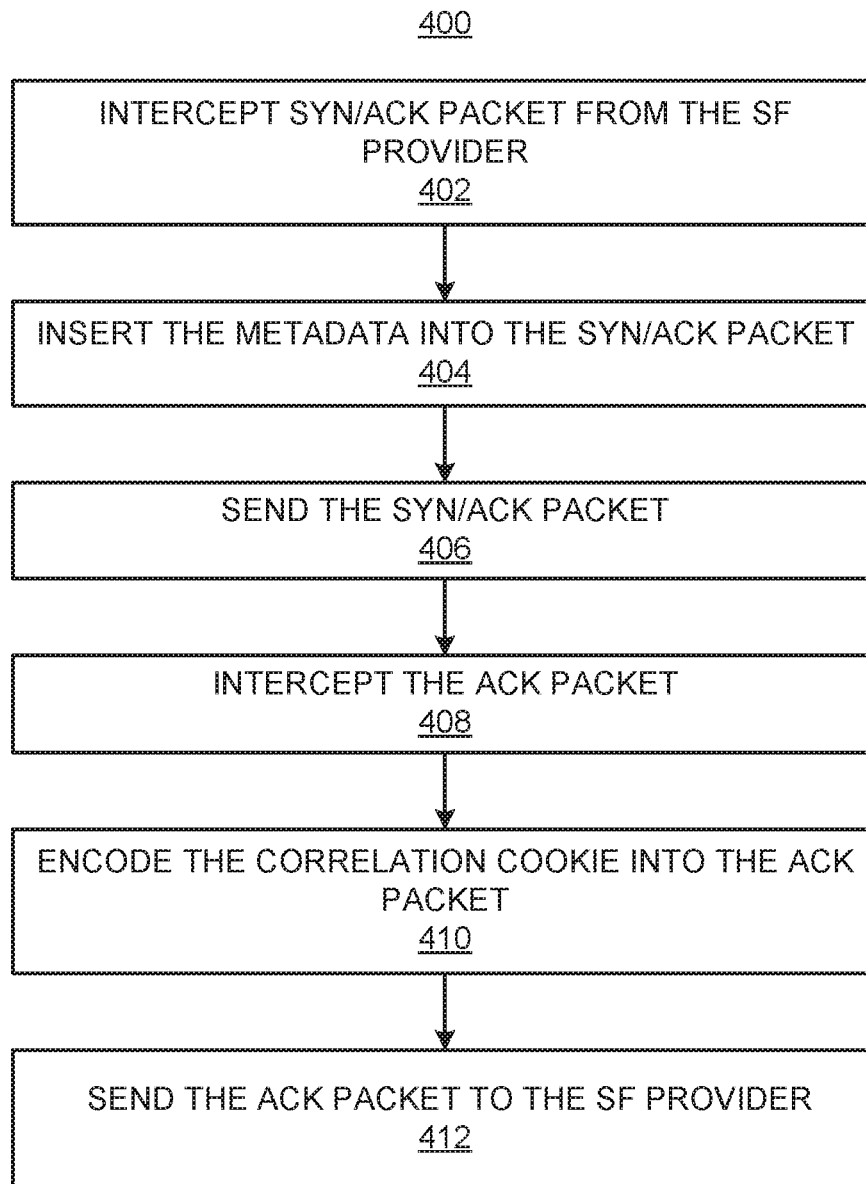 400
INTERCEPT SYN/ACK PACKET FROM THE SF
PROVIDER
402
INSERT THE METADATA INTO THE SYN/ACK PACKET
404
SEND THE SYN/ACK PACKET
406
INTERCEPT THE ACK PACKET
408
ENCODE THE CORRELATION COOKIE INTO THE ACK
PACKET
410
SEND THE ACK PACKET TO THE SF PROVIDER
412